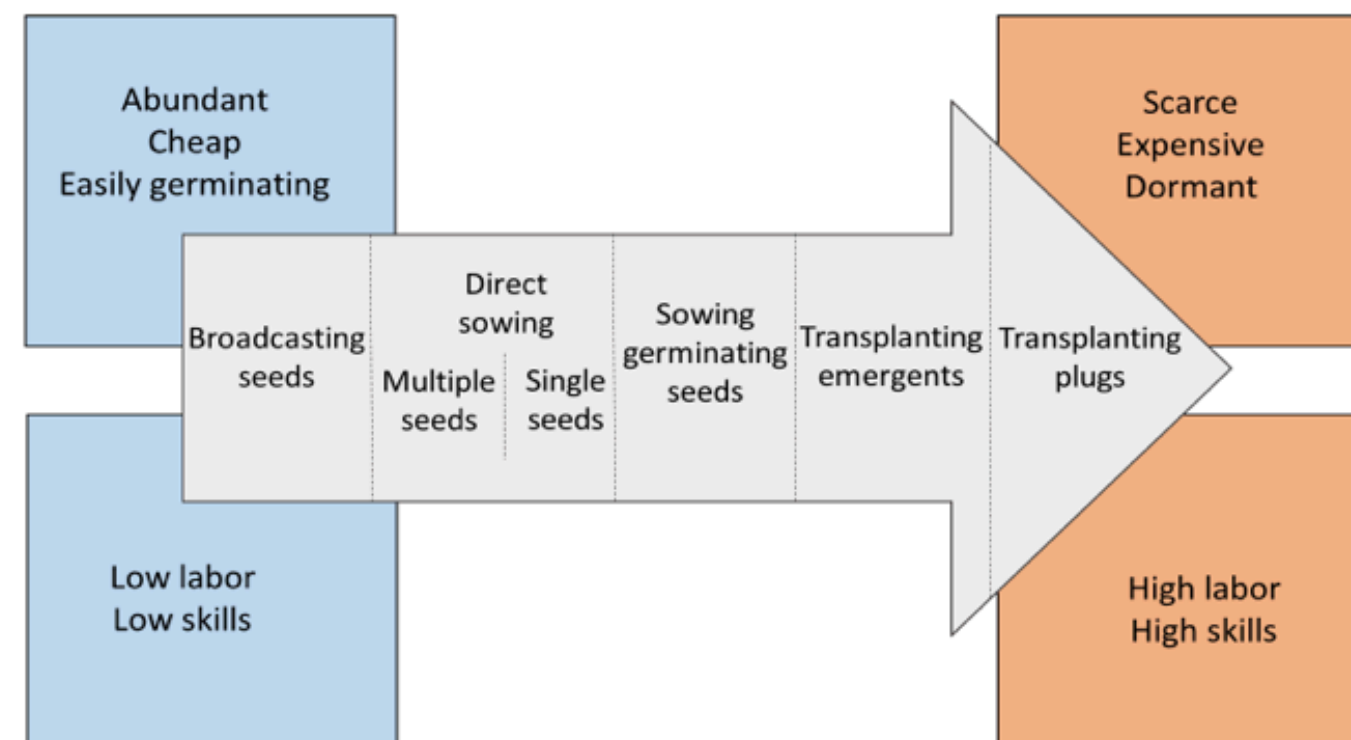 Abundant
Cheap
Easily germinating
Scarce
Expensive
Dormant
Broadcasting
seeds
Direct
sowing
Multiple
seeds
Single
seeds
Sowing
germinating
seeds
Transplanting
emergents
Transplanting
plugs
Low labor
Low skills
High labor
High skills